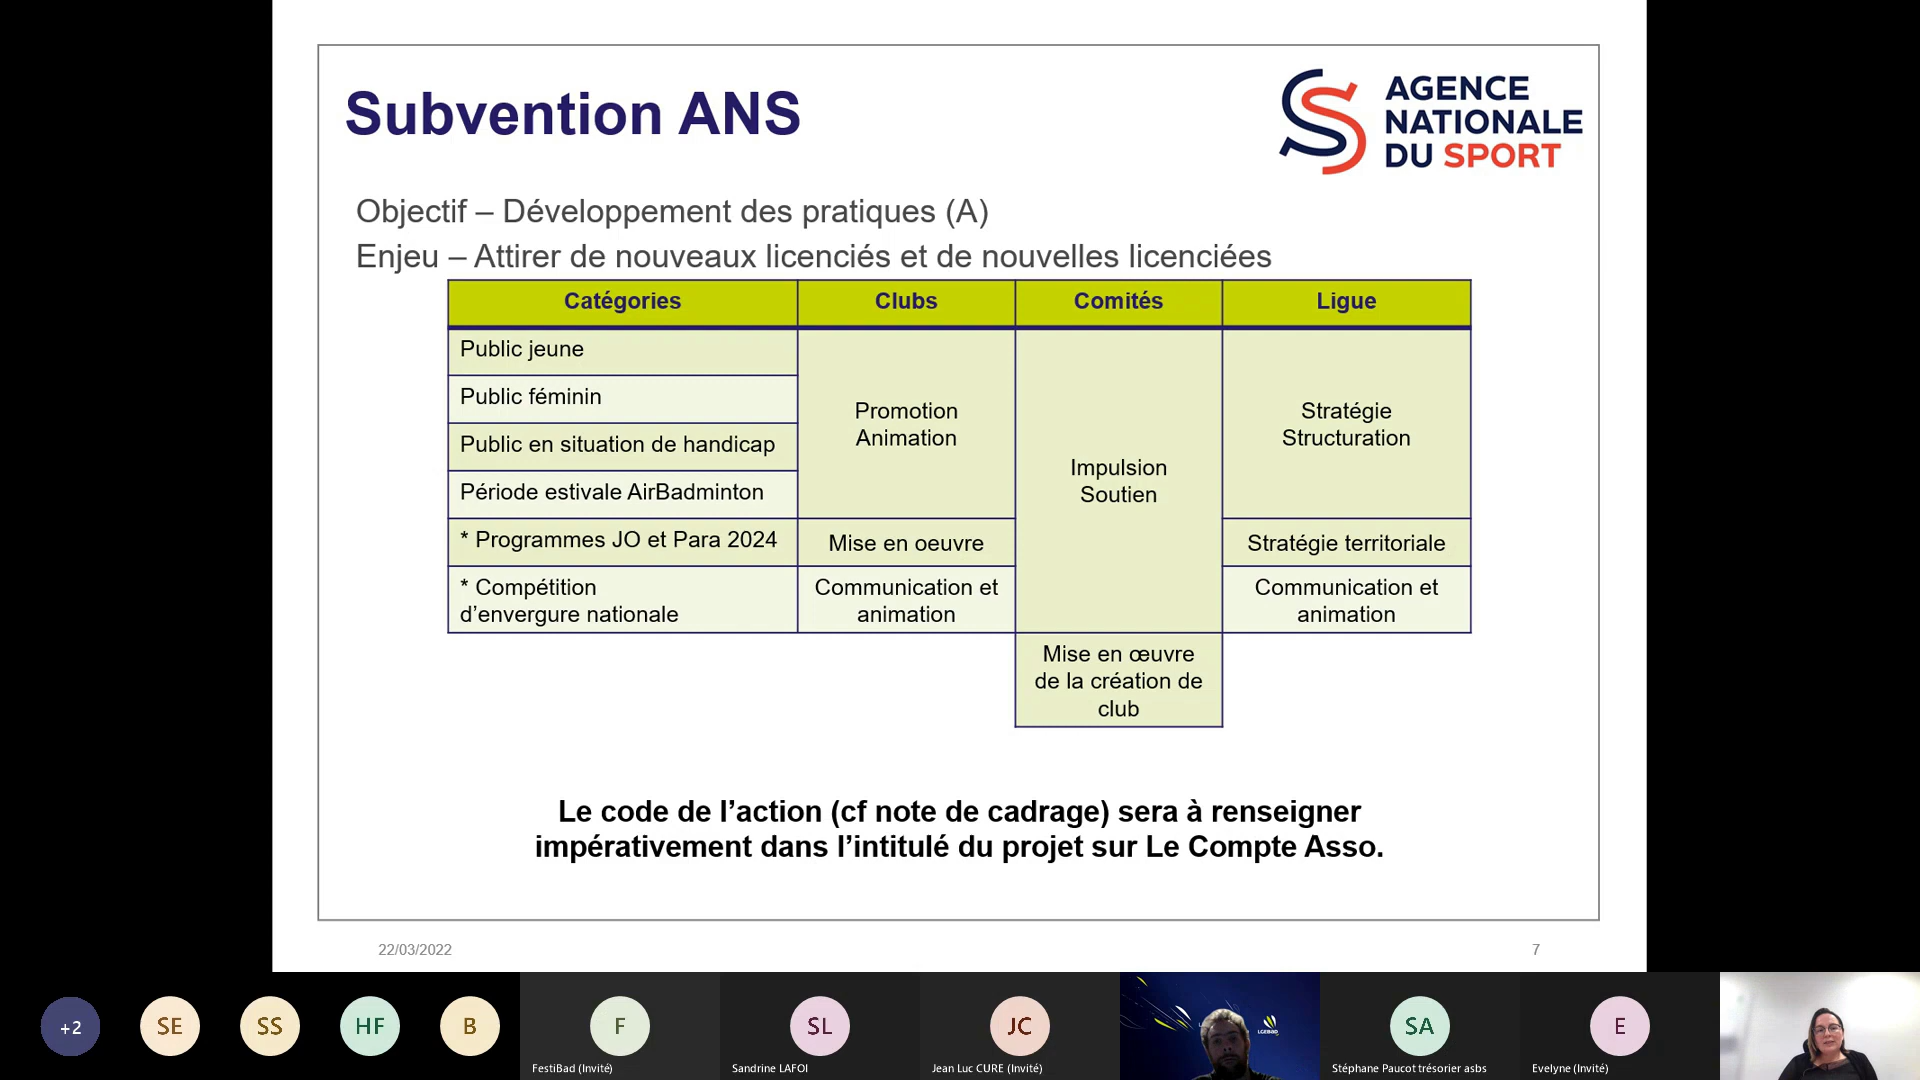 Subvention ANS
AGENCE
NATIONALE
DU SPORT
Objectif – Développement des pratiques (A)
Enjeu – Attirer de nouveaux licenciés et de nouvelles licenciées
Catégories Clubs Comités Ligue
Public jeune
Public féminin
Public en situation de handicap
Période estivale AirBadminton
Promotion
Animation
Impulsion
Soutien
Stratégie
Structuration
* Programmes JO et Para 2024 Mise en oeuvre Stratégie territoriale
* Compétition
d’envergure nationale
Communication et
animation
Communication et
animation
Mise en œuvre
de la création de
club
Le code de l’action (cf note de cadrage) sera à renseigner
impérativement dans l’intitulé du projet sur Le Compte Asso.
22/03/2022 7
+2 SE SS HF B F SL JC SA E
FestiBad (Invité) Sandrine LAFOI Jean Luc CURE (Invité) Stéphane Paucot trésorier asbs Evelyne (Invité)